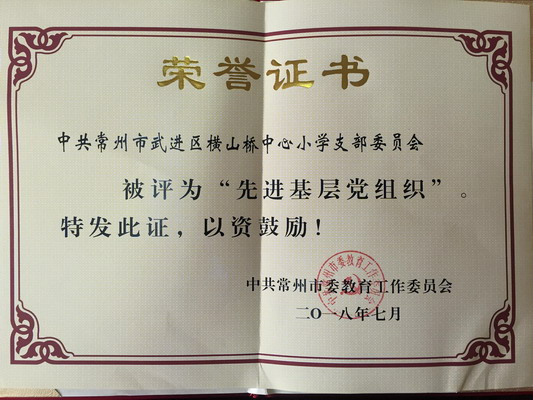 荣誉证书
中共常州市武进区横山桥中心小学支部委员会
被评为“先进基层党组织”。
特发此证，以资鼓励！
中共常州市委教育工作委员会
二〇一八年七月